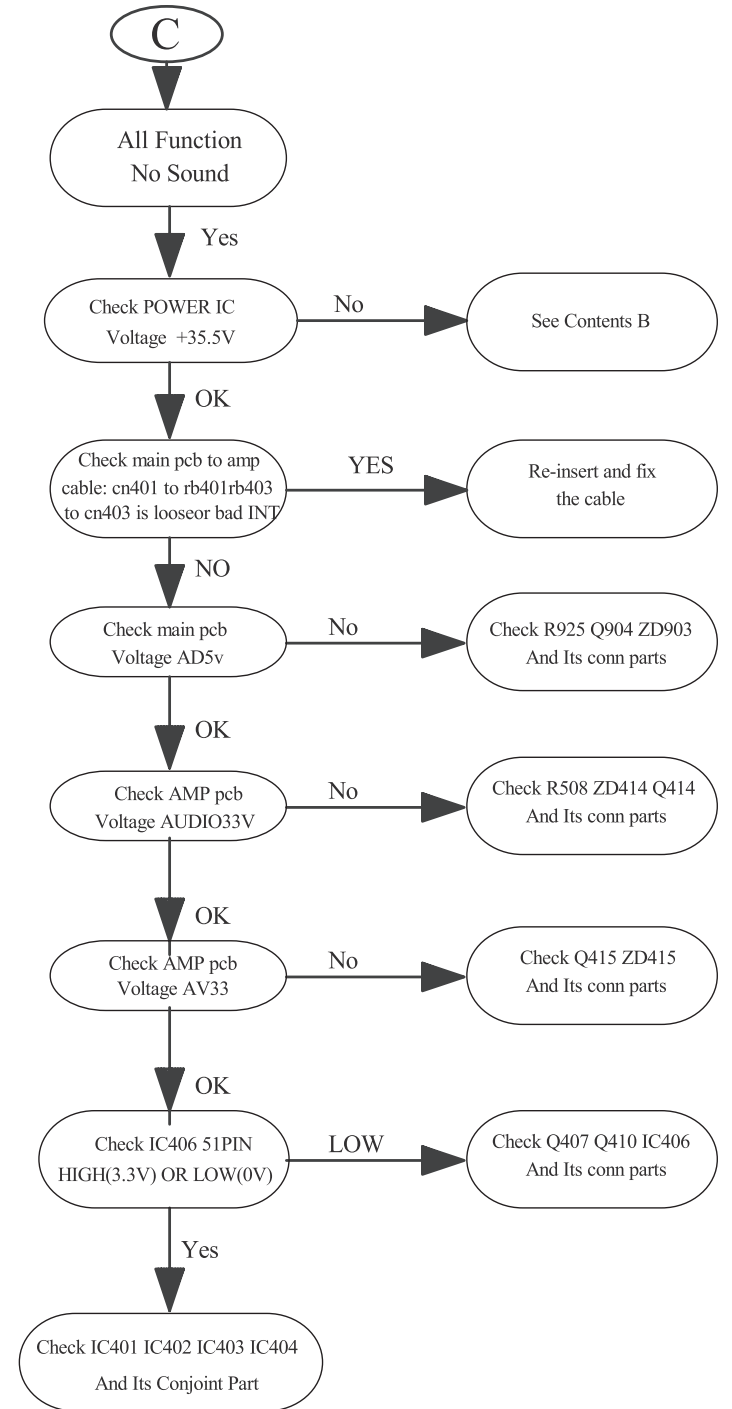 C
All Function
No Sound
Yes
Check POWER IC
Voltage +35.5V
No
See Contents B
OK
Check main pcb to amp
cable: cn401 to rb401rb403
to cn403 is looseor bad INT
YES
Re-insert and fix
the cable
NO
Check main pcb
Voltage AD5v
No
Check R925 Q904 ZD903
And Its conn parts
OK
Check AMP pcb
Voltage AUDIO33V
No
Check R508 ZD414 Q414
And Its conn parts
OK
Check AMP pcb
Voltage AV33
No
Check Q415 ZD415
And Its conn parts
OK
Check IC406 51PIN
HIGH(3.3V) OR LOW(0V)
LOW
Check Q407 Q410 IC406
And Its conn parts
Yes
Check IC401 IC402 IC403 IC404
And Its Conjoint Part